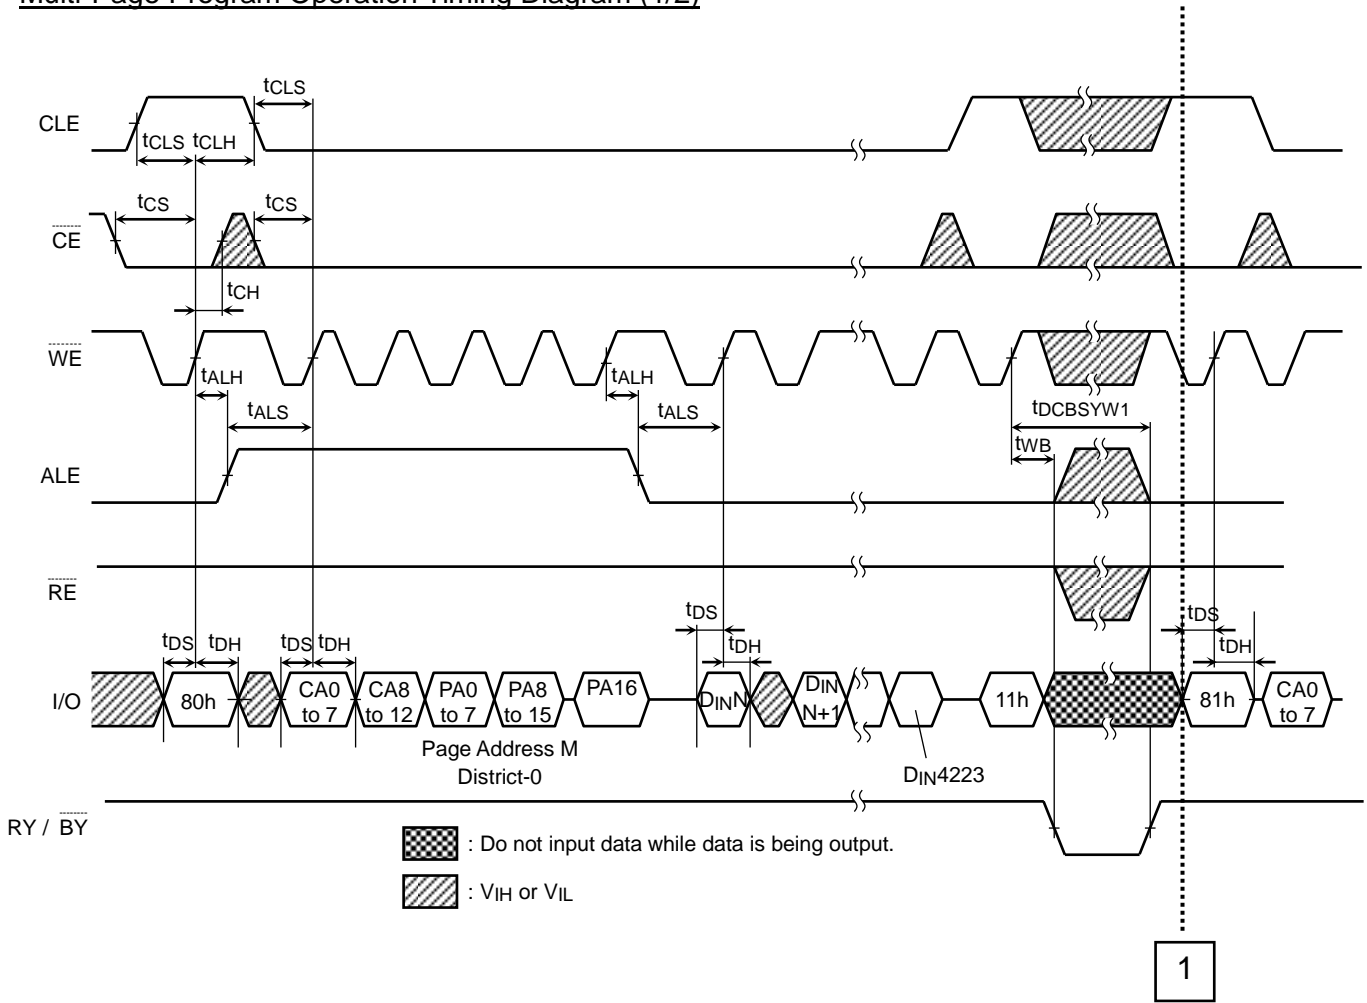 Multi-Page Program Operation Timing Diagram (1/2)
tCLS
CLE
tCLS tCLH
tCS tCS
CE
tCH
WE
tALH tALH
tALS tALS tDCBSYW1
tWB
ALE
RE
tDS tDS
tDS tDH tDS tDH tDH tDH
I/O 80h CA0 to 7 CA8 to 12 PA0 to 7 PA8 to 15 PA16 DINN DIN N+1 11h 81h CA0 to 7
Page Address M
District-0
DIN4223
RY / BY
: Do not input data while data is being output.
: VIH or VIL
1